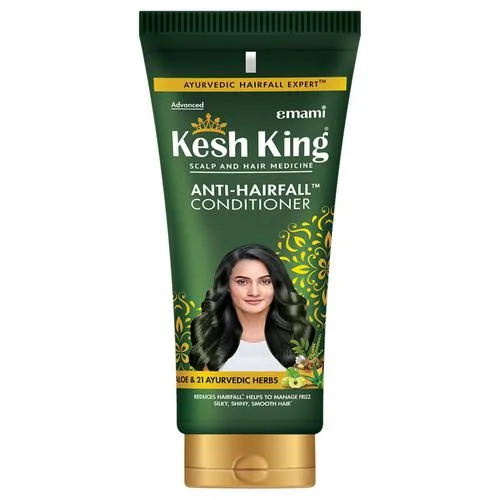 AYURVEDIC HAIRFALL EXPERT™
Advanced
emami
Kesh King®
SCALP AND HAIR MEDICINE
ANTI-HAIRFALL™
CONDITIONER
ALOE & 21 AYURVEDIC HERBS
REDUCES HAIRFALL*. HELPS TO MANAGE FRIZZ
SILKY, SHINY, SMOOTH HAIR*